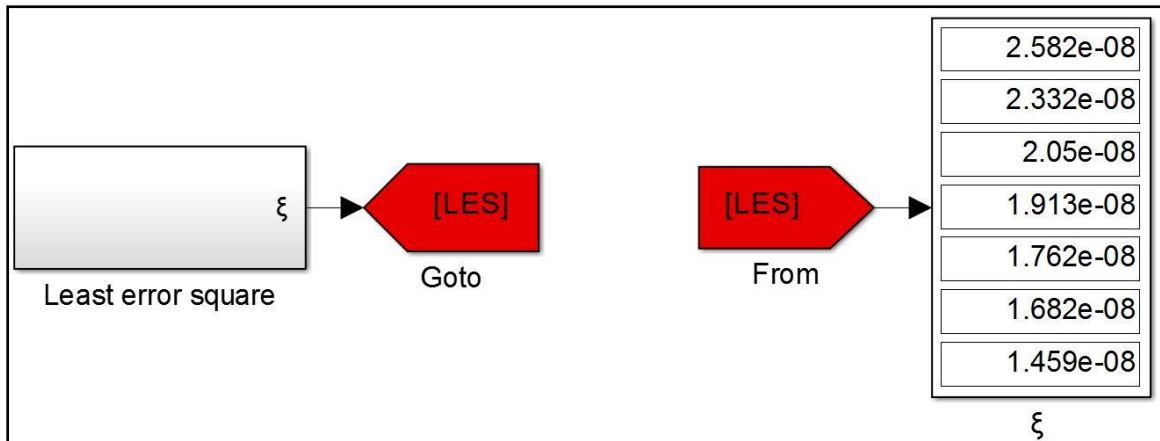 ξ
Least error square
[LES]
Goto
[LES]
From
2.582e-08
2.332e-08
2.05e-08
1.913e-08
1.762e-08
1.682e-08
1.459e-08
ξ